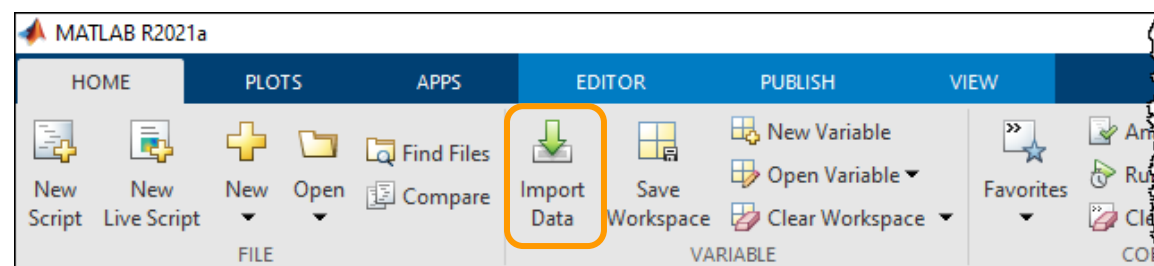 MATLAB R2021a
HOME PLOTS APPS EDITOR PUBLISH VIEW
New Script
New Live Script
New
Open
Find Files
Compare
Import Data
Save Workspace
New Variable
Open Variable
Clear Workspace
Favorites
FILE
VARIABLE